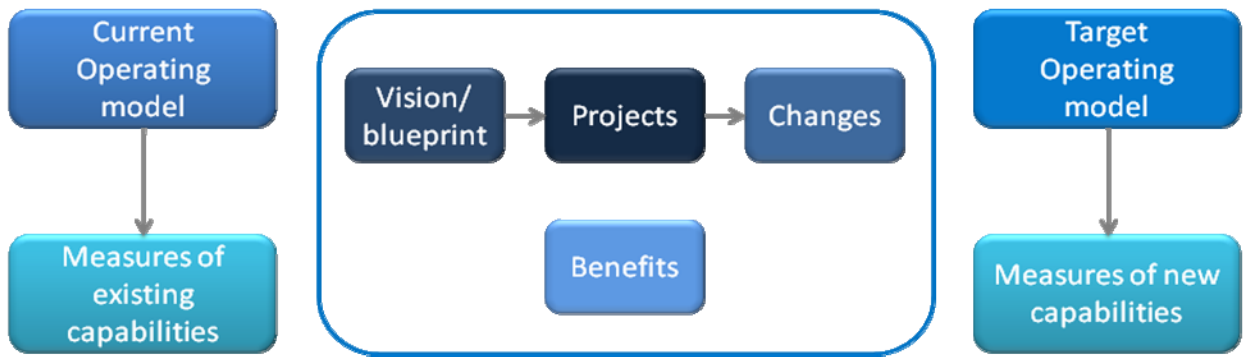 Current
Operating
model
Measures of
existing
capabilities
Vision/
blueprint
Projects
Changes
Benefits
Target
Operating
model
Measures of new
capabilities